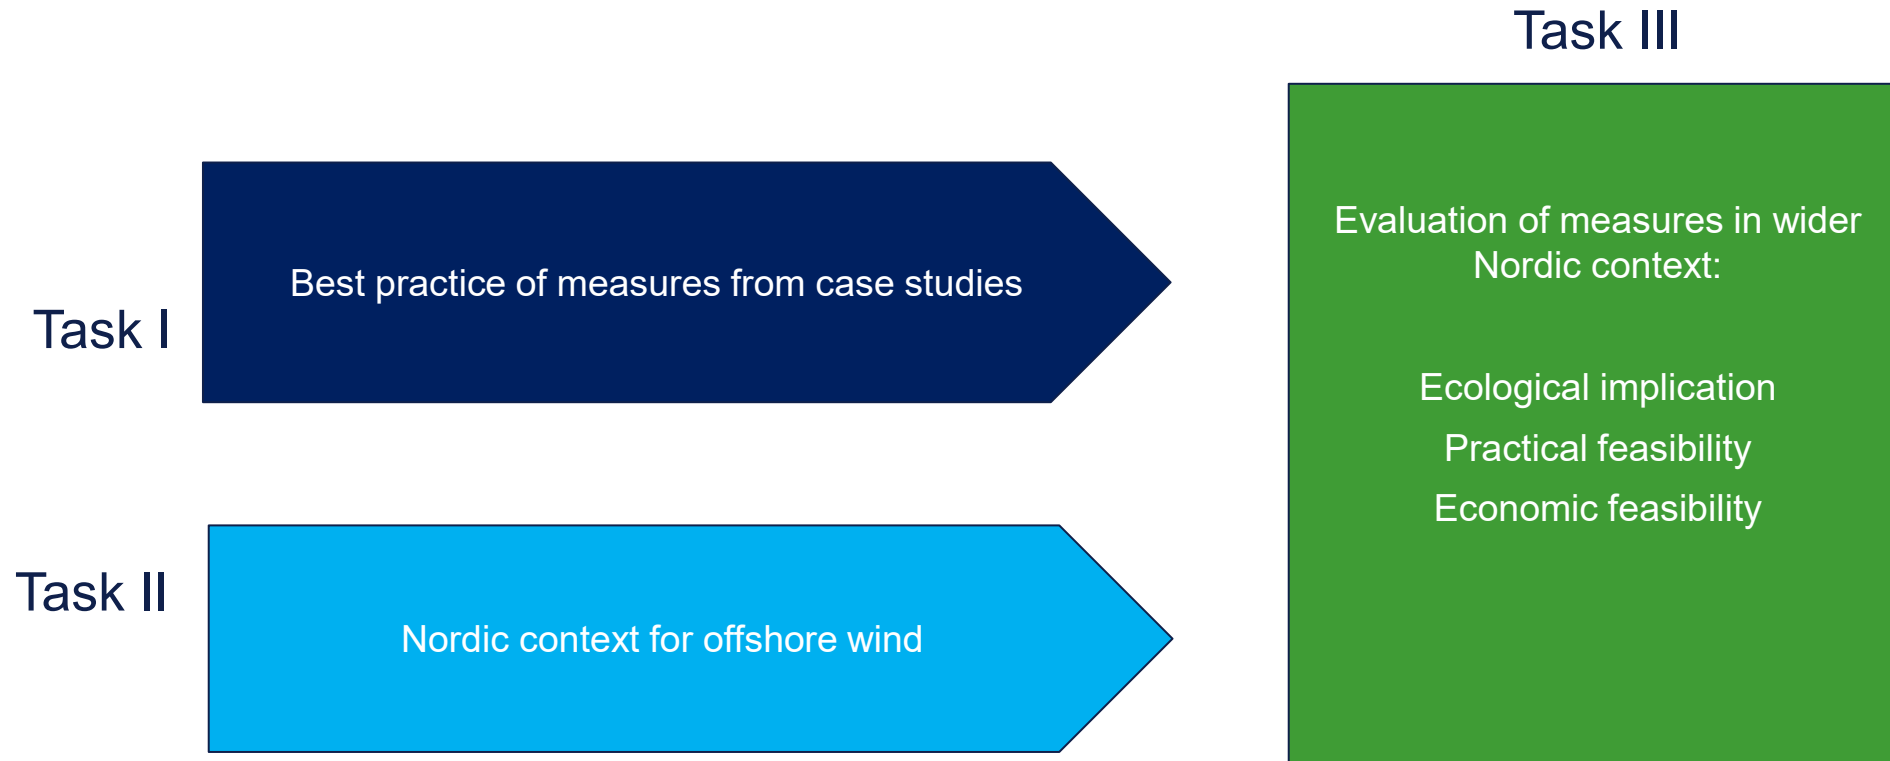 Task I
Best practice of measures from case studies
Task II
Nordic context for offshore wind
Task III
Evaluation of measures in wider
Nordic context:
Ecological implication
Practical feasibility
Economic feasibility